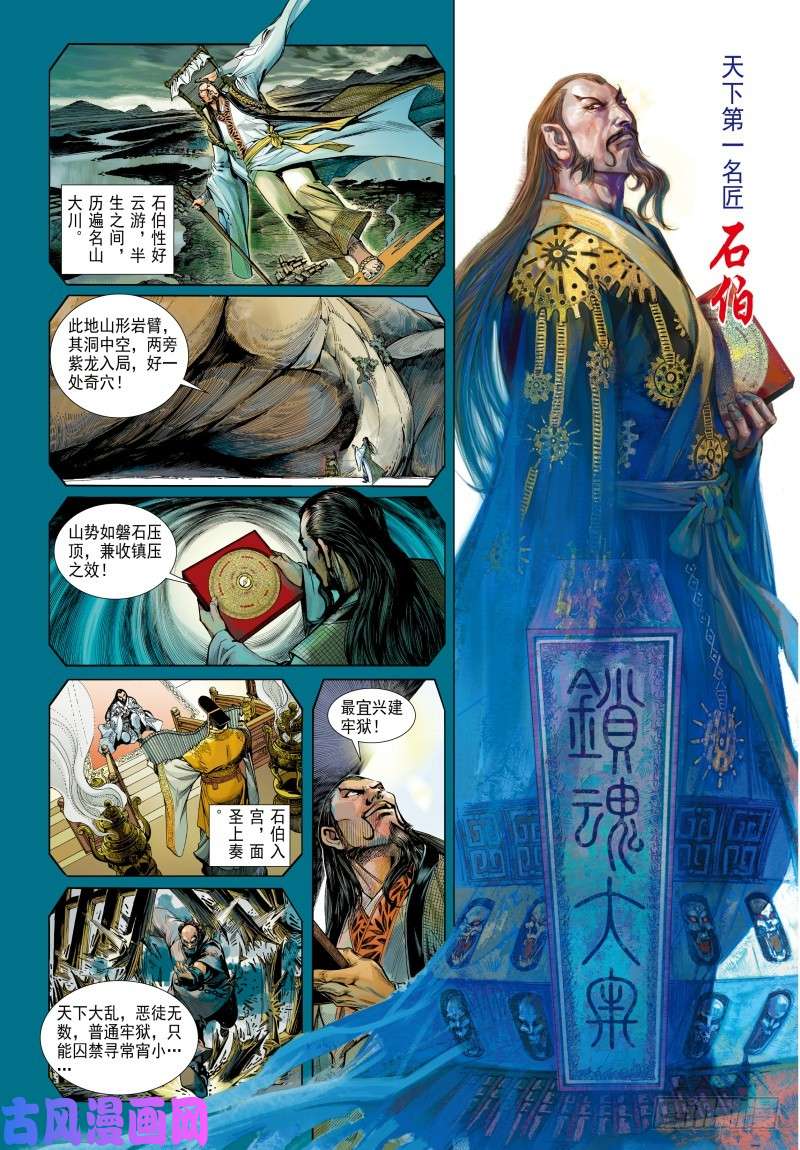 石伯性好
云游，半
生之间，
历遍名山
大川。
此地山形岩臂，
其洞中空，两旁
紫龙入局，好一
处奇穴！
山势如磐石压
顶，兼收镇压
之效！
石伯入
宫，面
圣上奏
。
最宜兴建
牢狱！
天下大乱，恶徒无
数，普通牢狱，只
能囚禁寻常宵小…
…
天下第一名匠
石伯
鎖魂大牢
古风漫画网